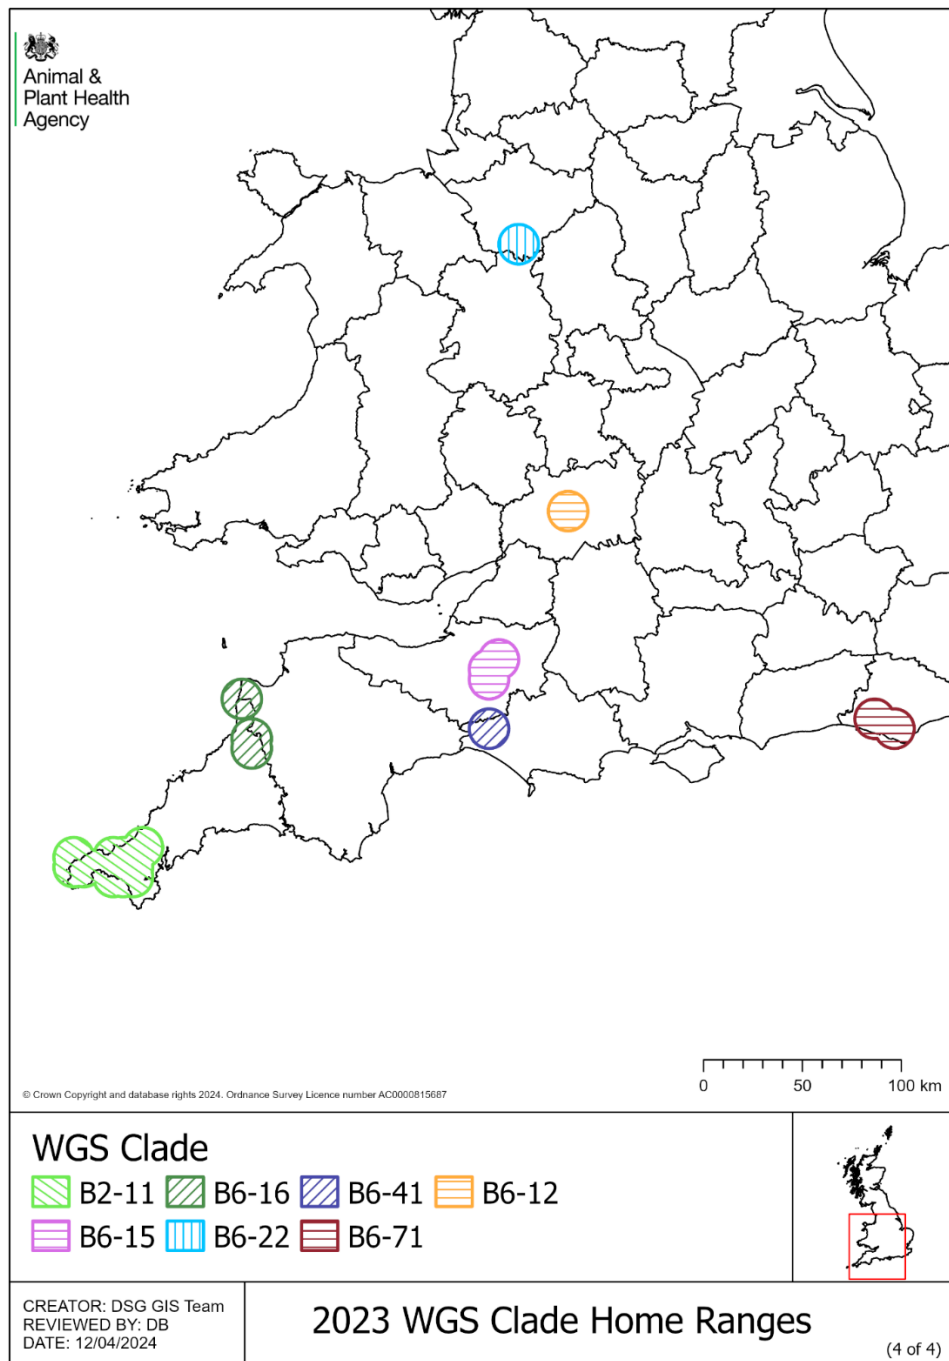 Animal &
Plant Health
Agency
0 50 100 km
© Crown Copyright and database rights 2024. Ordnance Survey Licence number AC0000815687
WGS Clade
B2-11 B6-16 B6-41 B6-12
B6-15 B6-22 B6-71
CREATOR: DSG GIS Team
REVIEWED BY: DB
DATE: 12/04/2024
2023 WGS Clade Home Ranges
(4 of 4)